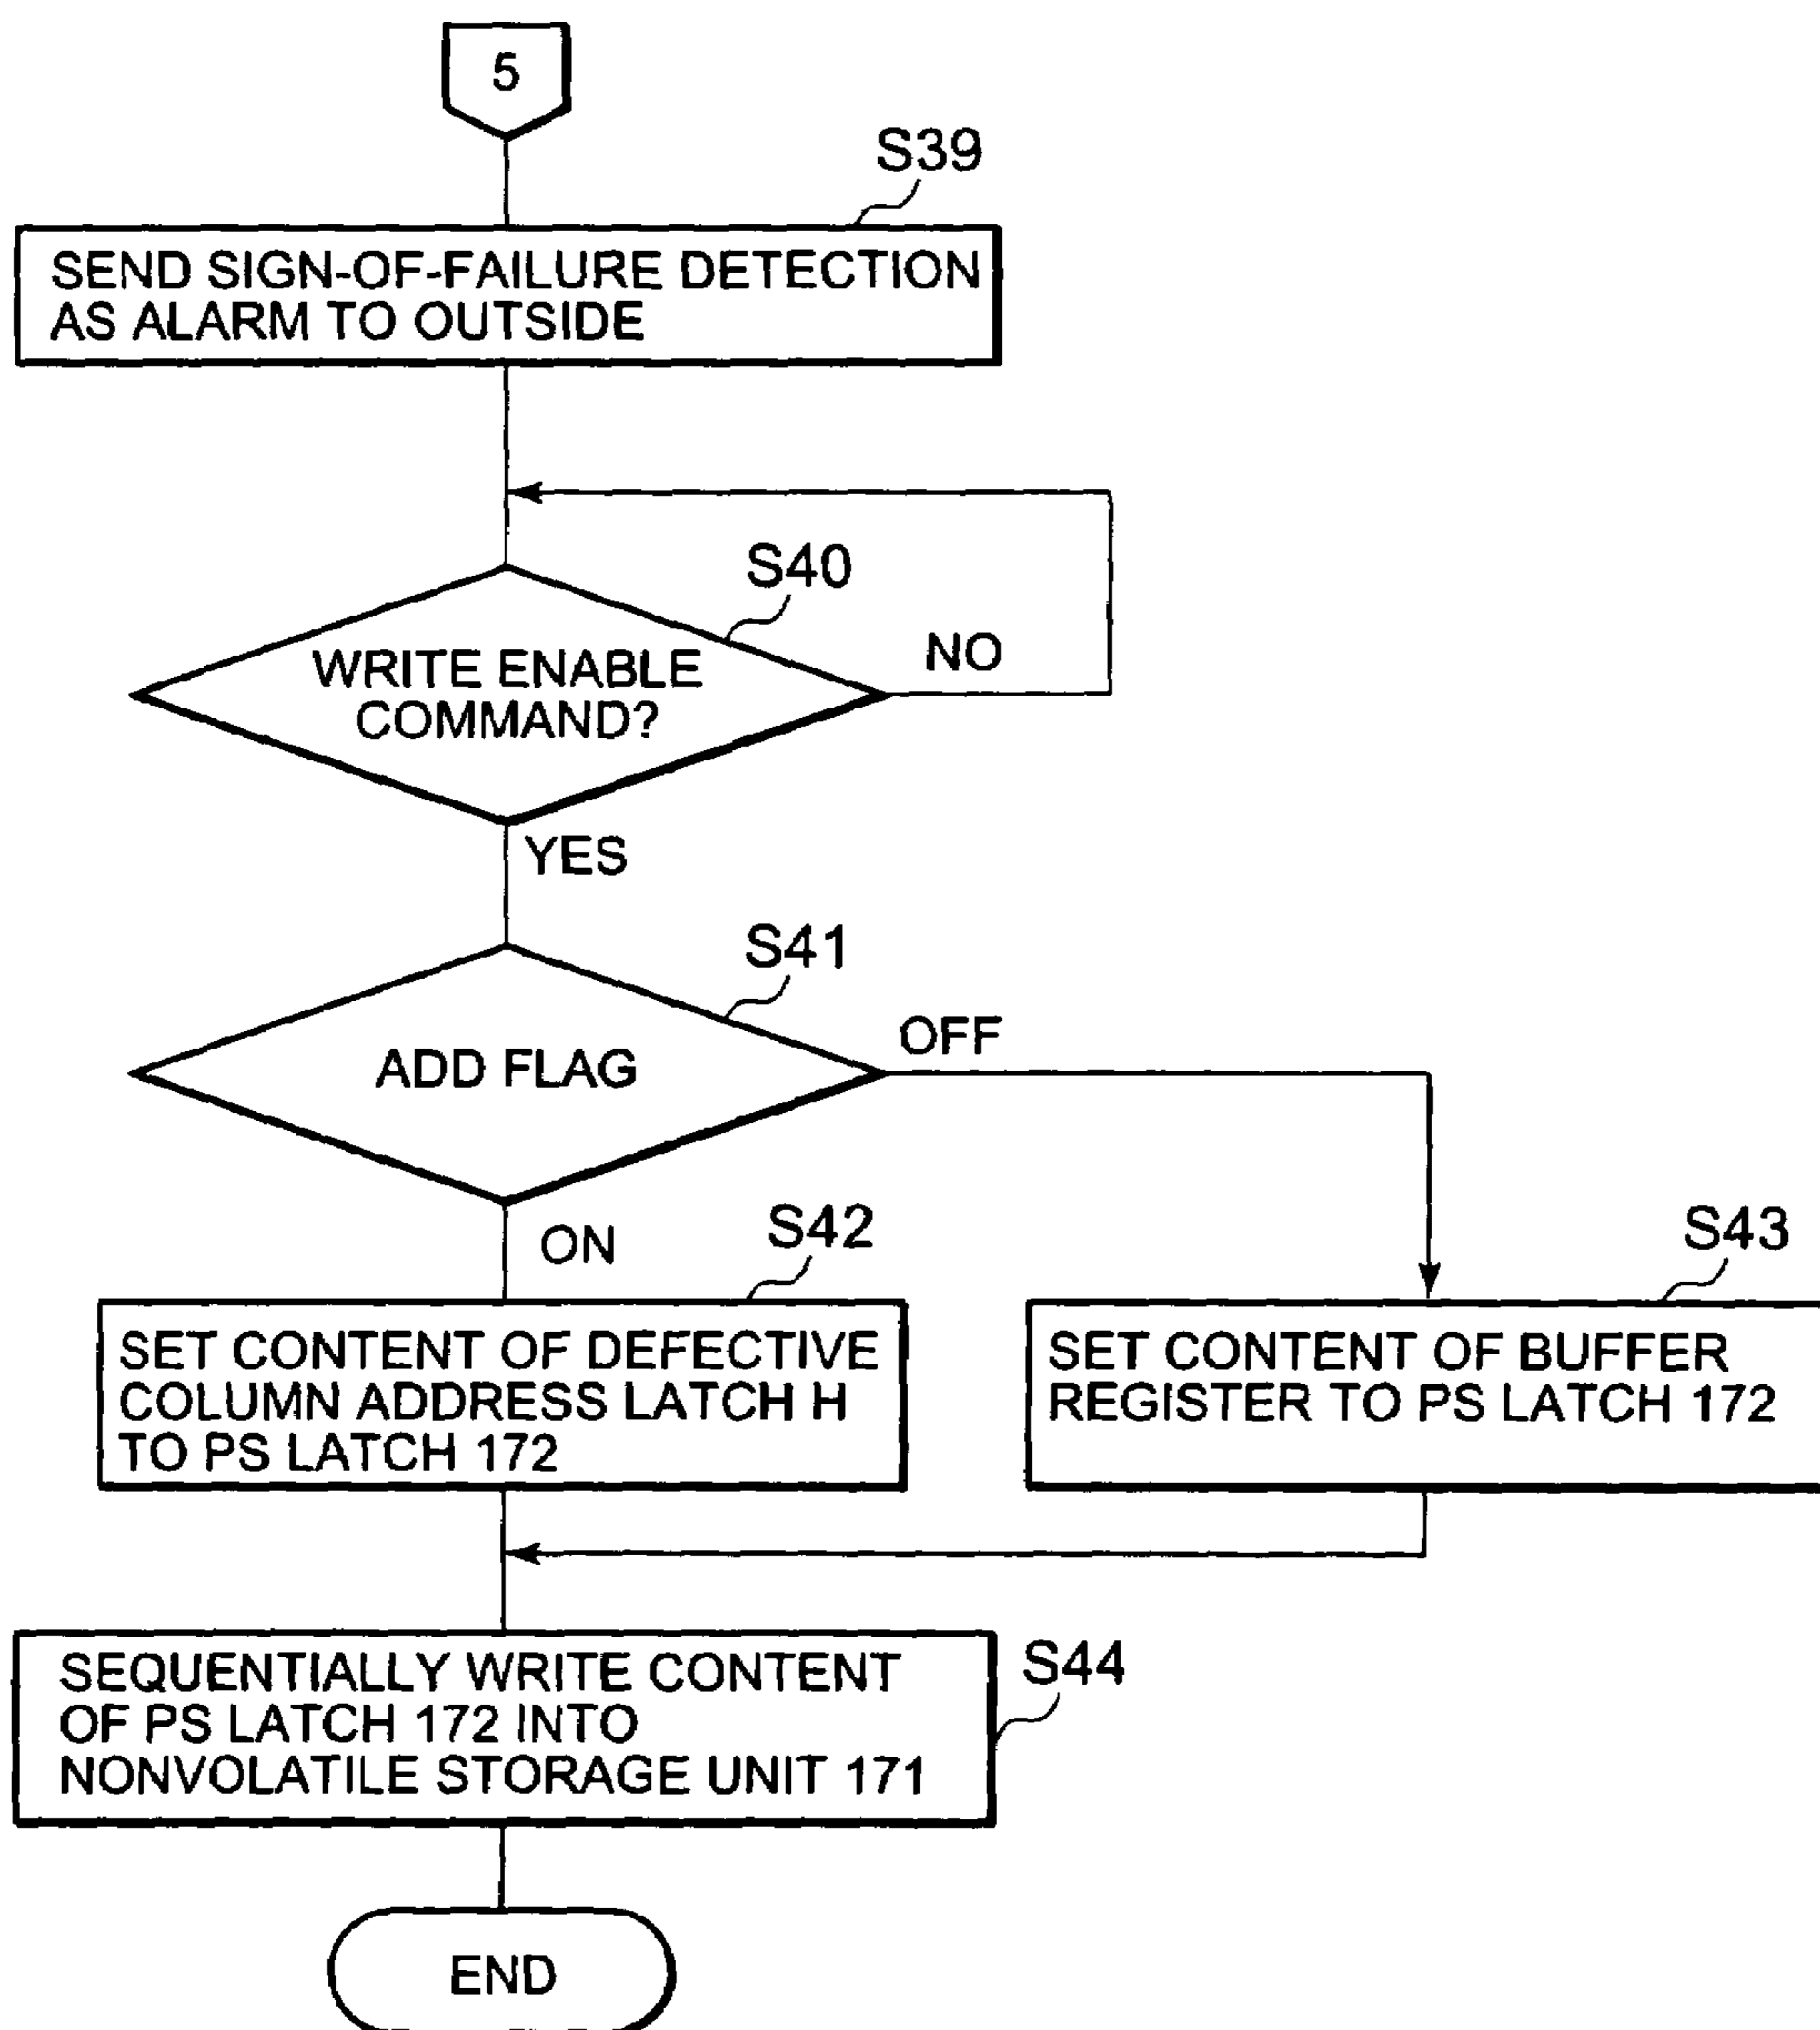 5
S39
SEND SIGN-OF-FAILURE DETECTION
AS ALARM TO OUTSIDE
S40
WRITE ENABLE
COMMAND?
NO
YES
S41
ADD FLAG
OFF
ON
S42
SET CONTENT OF DEFECTIVE
COLUMN ADDRESS LATCH H
TO PS LATCH 172
S43
SET CONTENT OF BUFFER
REGISTER TO PS LATCH 172
SEQUENTIALLY WRITE CONTENT
OF PS LATCH 172 INTO
NONVOLATILE STORAGE UNIT 171
S44
END